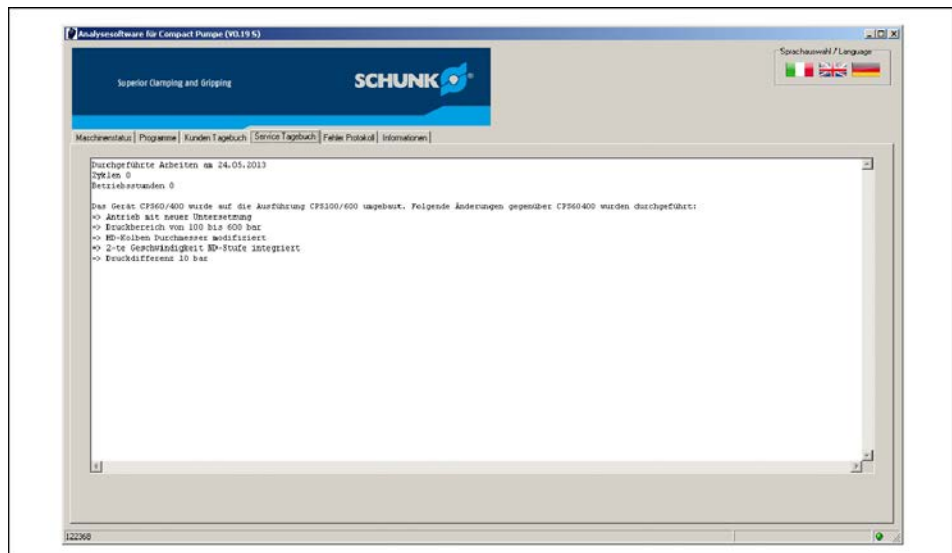 Analysesoftware für Compact Pumpe (V0.19 S)
Sprachauswahl / Language
Superior Clamping and Gripping
SCHUNK
Maschinenstatus Programme Kunden Tagebuch Service Tagebuch Fehler Protokoll Informationen
Durchgeführte Arbeiten am 24.05.2013
Zyklen 0
Betriebsstunden 0
Das Gerät CPS60/400 wurde auf die Ausführung CPS100/600 umgebaut. Folgende Änderungen gegenüber CPS60400 wurden durchgeführt:
=> Antrieb mit neuer Untersetzung
=> Druckbereich von 100 bis 600 bar
=> HD-Kolben Durchmesser modifiziert
=> 2-te Geschwindigkeit ND-Stufe integriert
=> Druckdifferenz 10 bar
122368